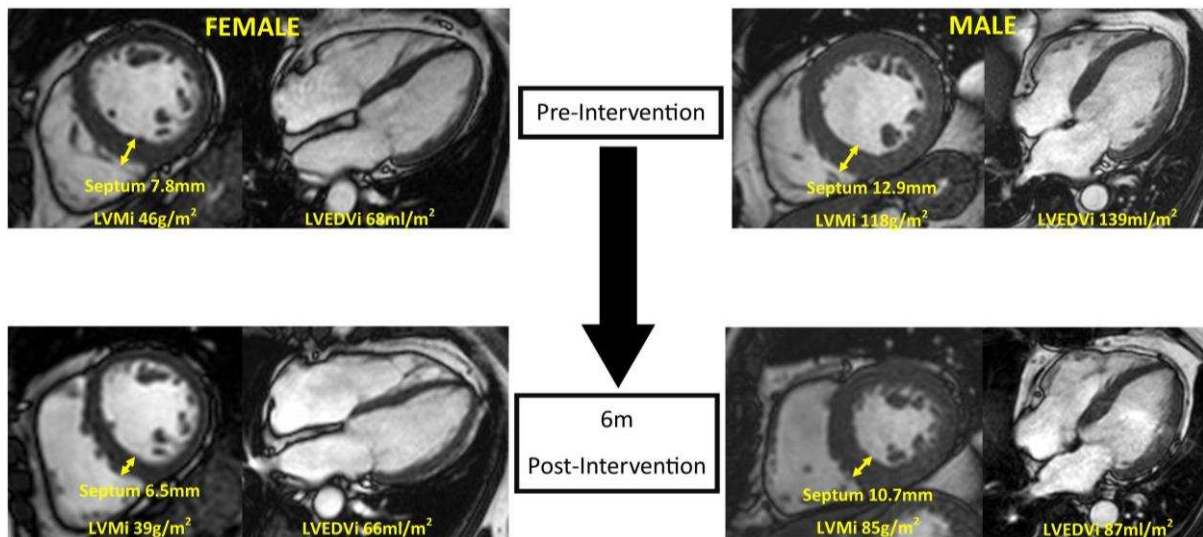 FEMALE
MALE
Pre-Intervention
Septum 7.8mm
LVMi 46g/m²
LVEDVi 68ml/m²
Septum 12.9mm
LVMi 118g/m²
LVEDVi 139ml/m²
6m
Post-Intervention
Septum 6.5mm
LVMi 39g/m²
LVEDVi 66ml/m²
Septum 10.7mm
LVMi 85g/m²
LVEDVi 87ml/m²